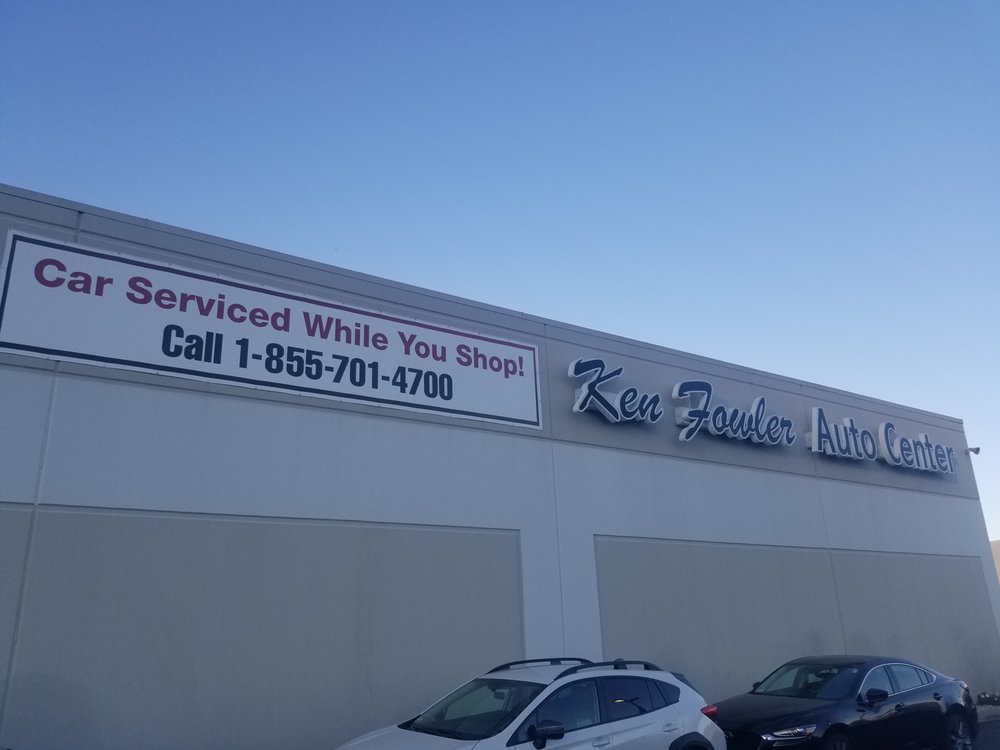 Car Serviced While You Shop!
Call 1-855-701-4700
Ken Fowler Auto Center